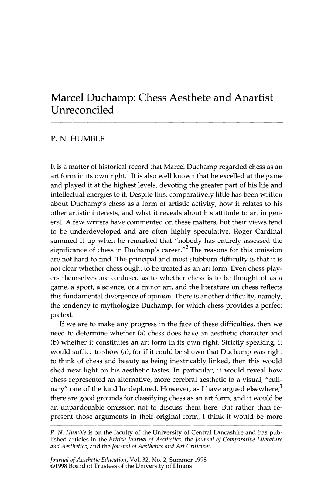 Marcel Duchamp: Chess Aesthete and Anartist
Unreconciled
P. N. HUMBLE
It is a matter of historical record that Marcel Duchamp regarded chess as an
art form in its own right. It is also well known that he excelled at the game
and played it at the highest levels, devoting the greater part of his life and
intellectual energies to it. Despite this, comparatively little has been written
about Duchamp's chess as a form of artistic activity, how it relates to his
other artistic interests, and what it reveals about his attitude to art in gen-
eral. A few writers have commented on these matters, but their views tend
to be underdeveloped and are often highly speculative. Roger Cardinal
summed it up when he remarked that "nobody has entirely assessed the
significance of chess in Duchamp's career." The reasons for this omission
are not hard to find. The principal and most stubborn difficulty is that it is
not clear whether chess ought to be treated as an art form. Even chess play-
ers themselves are confused as to whether chess is to be thought of as a
game, a sport, a science, or a minor art, and the literature on chess reflects
this fundamental divergence of opinion. There is another difficulty, namely,
the tendency to mythologize Duchamp, for which chess provides a perfect
pretext.
If we are to make any progress in the face of these difficulties, then we
need to determine whether (a) chess does have an aesthetic character and
(b) whether it constitutes an art form in its own right. Strictly speaking, it
would suffice to show (a), for if it could be shown that Duchamp was right
to think of chess and beauty as being inextricably linked, then this would
shed new light on his aesthetic tastes. In particular, it would reveal how
chess represented an alternative, more cerebral aesthetic to a visual, "culi-
nary" one of the kind he deplored. However, as I have argued elsewhere,
there are good grounds for classifying chess as an art form, and it would be
an unpardonable omission not to discuss them here. But rather than re-
present those arguments in their original form, I think it would be more
P. N. Humble is on the faculty of the University of Central Lancashire and has pub-
lished articles in the British Journal of Aesthetics, the Journal of Comparative Literature
and Aesthetics, and the Journal of Aesthetics and Art Criticism.
Journal of Aesthetic Education, Vol. 32, No. 2, Summer 1998
©1998 Board of Trustees of the University of Illinois